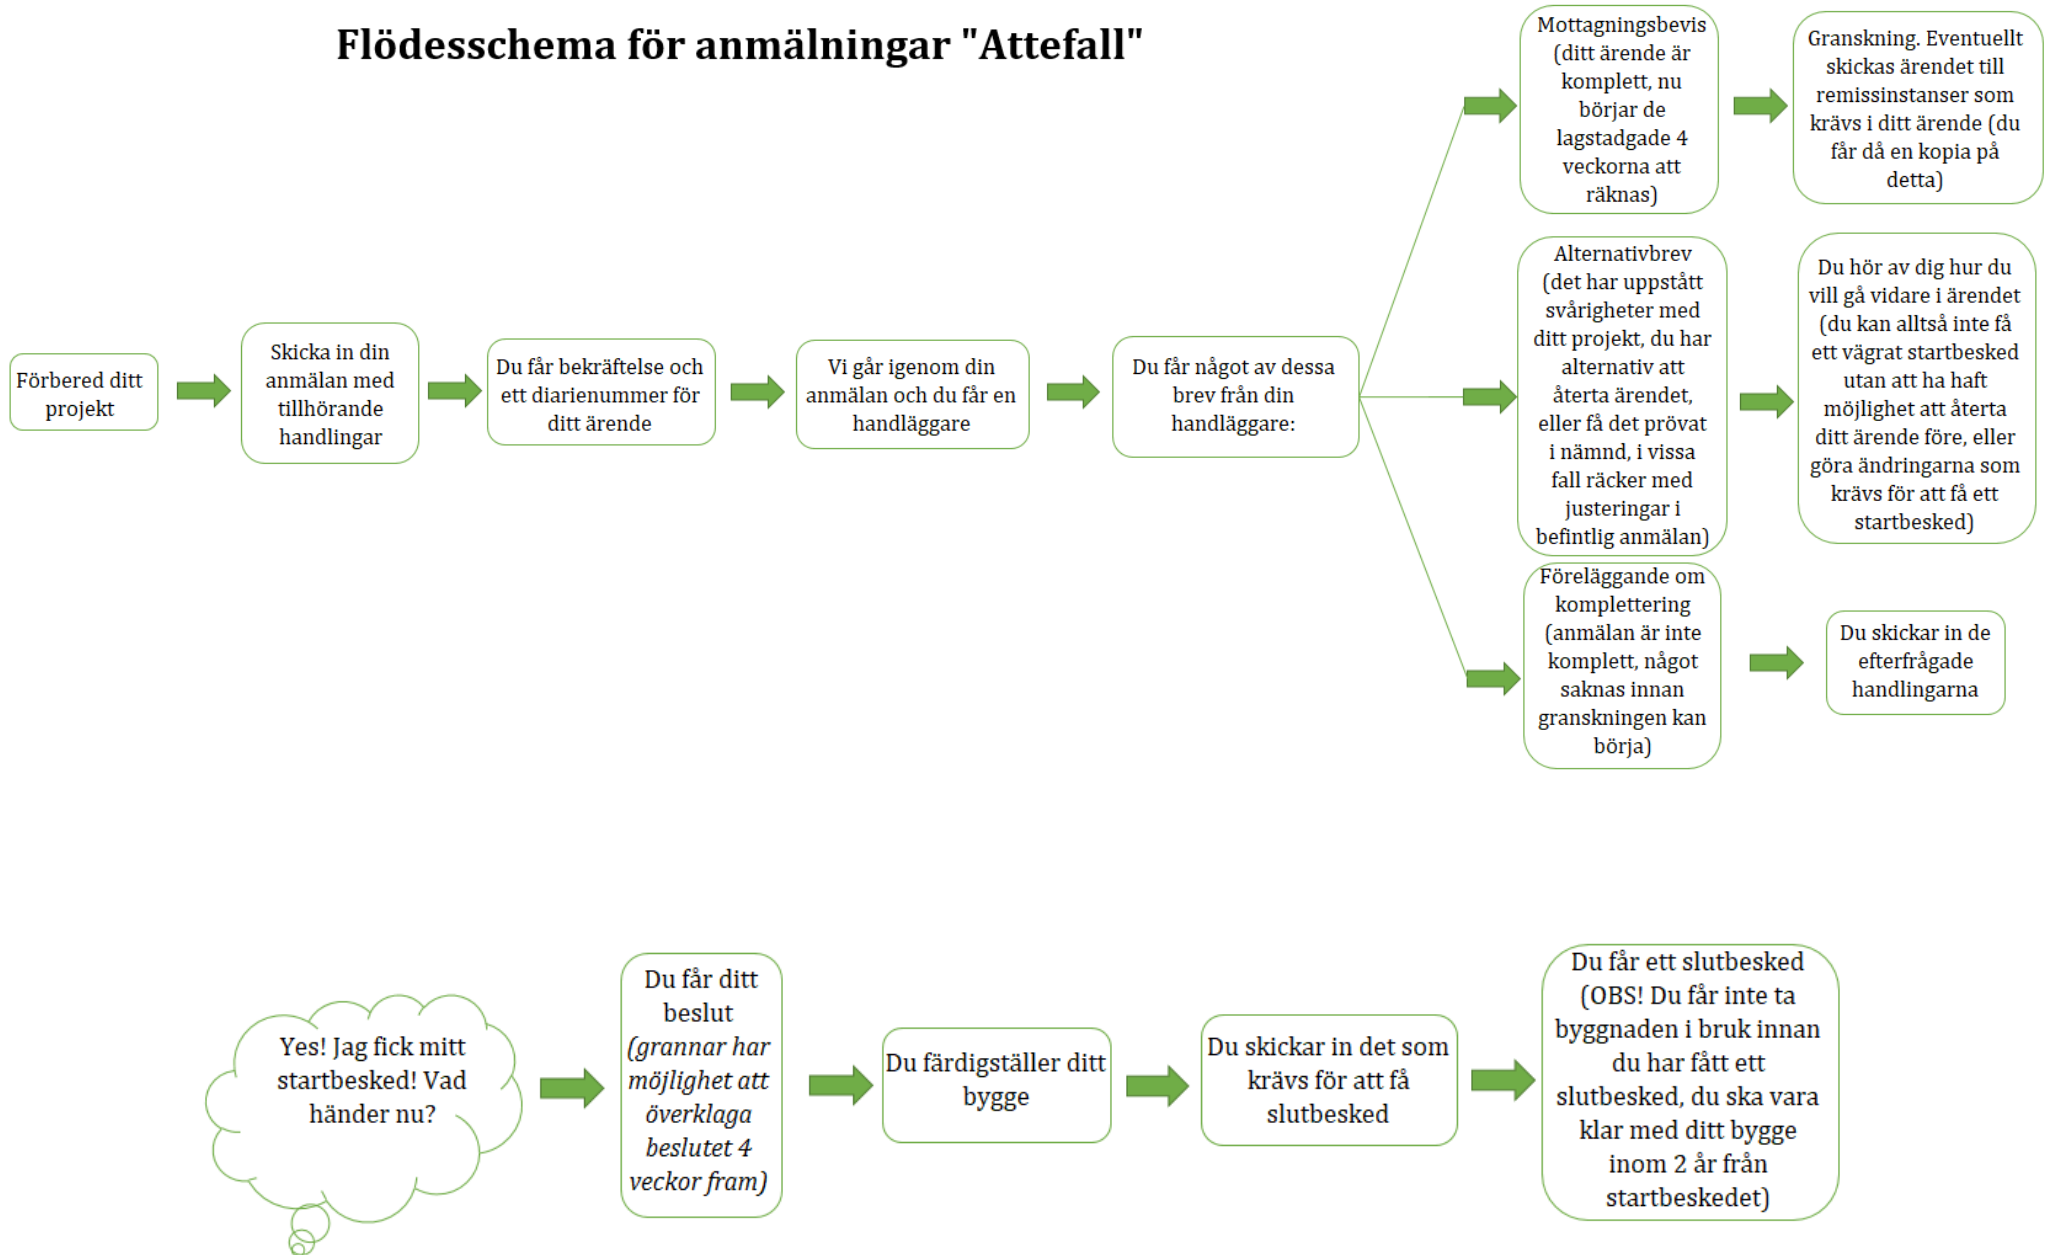 Flödesschema för anmälningar "Attefall"
Förbered ditt
projekt
Skicka in din
anmälan med
tillhörande
handlingar
Du får bekräftelse och
ett diarienummer för
ditt ärende
Vi går igenom din
anmälan och du får en
handläggare
Du får något av dessa
brev från din
handläggare:
Mottagningsbevis
(ditt ärende är
komplett, nu
börjar de
lagstadgade 4
veckorna att
räknas)
Granskning. Eventuellt
skickas ärendet till
remissinstanser som
krävs i ditt ärende (du
får då en kopia på
detta)
Alternativbrev
(det har uppstått
svårigheter med
ditt projekt, du har
alternativ att
återta ärendet,
eller få det prövat
i nämnd, i vissa
fall räcker med
justeringar i
befintlig anmälan)
Du hör av dig hur du
vill gå vidare i ärendet
(du kan alltså inte få
ett vägrat startbesked
utan att ha haft
möjlighet att återta
ditt ärende före, eller
göra ändringarna som
krävs för att få ett
startbesked)
Föreläggande om
komplettering
(anmälan är inte
komplett, något
saknas innan
granskningen kan
börja)
Du skickar in de
efterfrågade
handlingarna
Yes! Jag fick mitt
startbesked! Vad
händer nu?
Du får ditt
beslut
(grannar har
möjlighet att
överklaga
beslutet 4
veckor fram)
Du färdigställer ditt
bygge
Du skickar in det som
krävs för att få
slutbesked
Du får ett slutbesked
(OBS! Du får inte ta
byggnaden i bruk innan
du har fått ett
slutbesked, du ska vara
klar med ditt bygge
inom 2 år från
startbeskedet)